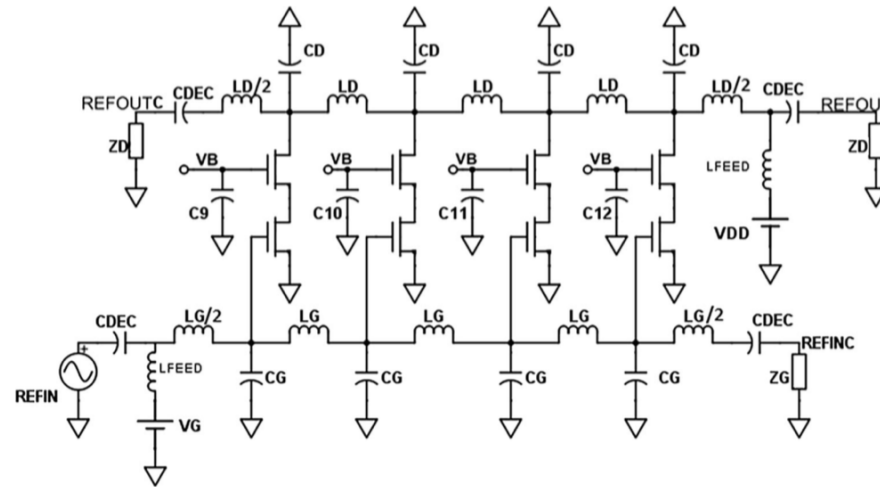 CD CD CD CD
CDEC LD/2 LD LD LD LD/2 CDEC
REFOUTC REFOU
ZD VB VB VB VB LFEED ZD
C9 C10 C11 C12 VDD
CDEC LG/2 LG LG LG LG/2 CDEC
REFINC
LFEED CG CG CG CG ZG
REFIN VG